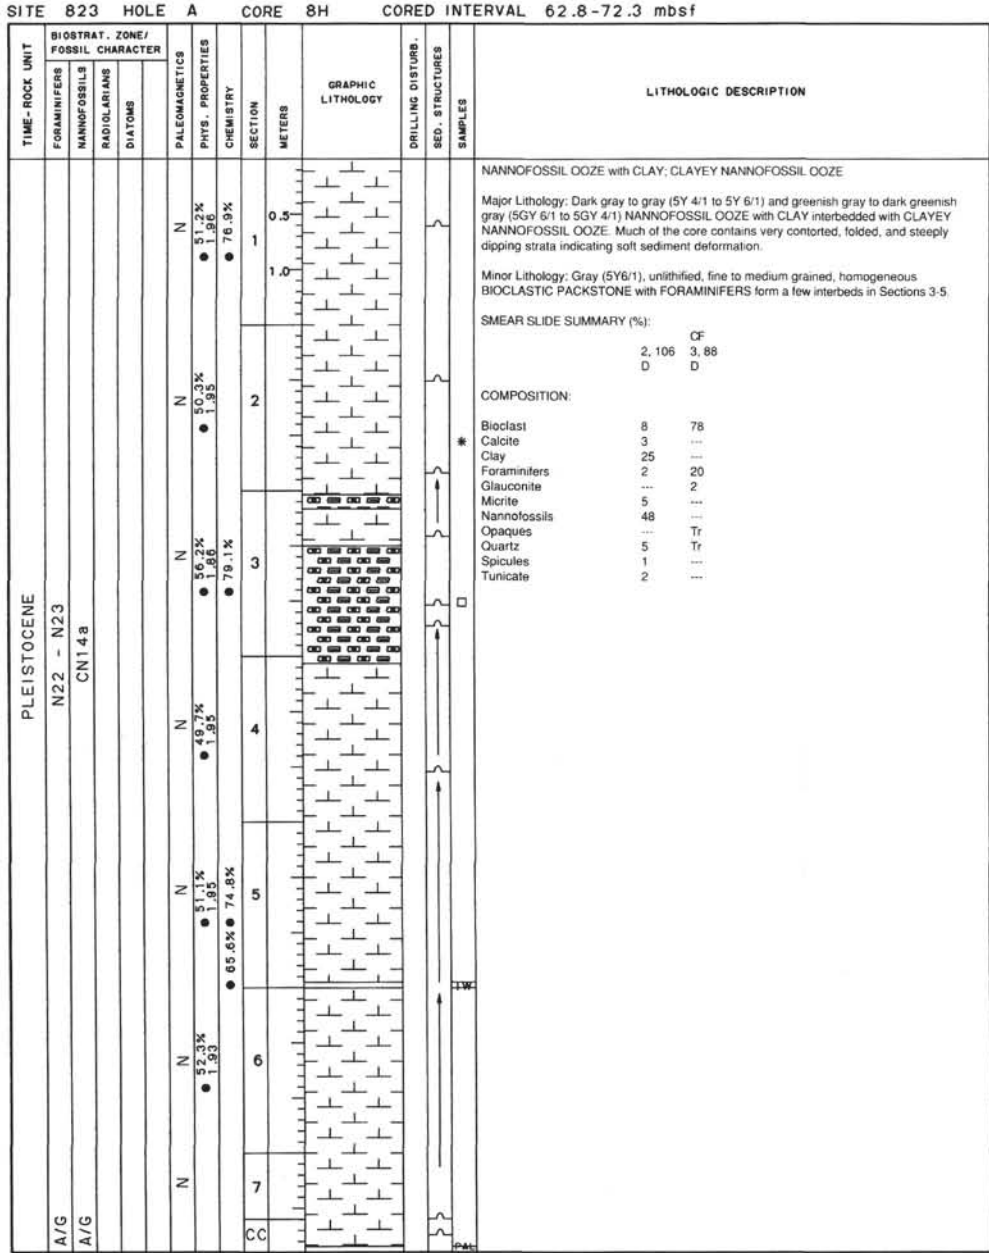 SITE 823 HOLE A CORE 8H CORED INTERVAL 62.8-72.3 mbsf
TIME-ROCK UNIT
BIOSTRAT. ZONE/
FOSSIL CHARACTER
FORAMINIFERS
NANNOFOSSILS
RADIOLARIANS
DIATOMS
PALEOMAGNETICS
PHYS. PROPERTIES
CHEMISTRY
SECTION
METERS
GRAPHIC
LITHOLOGY
DRILLING DISTURB.
SED. STRUCTURES
SAMPLES
LITHOLOGIC DESCRIPTION
PLEISTOCENE
N22 - N23
CN14a
A/G
A/G
N
51.2%
1.96
76.9%
1
0.5
1.0
N
50.3%
1.95
2
*
N
56.2%
1.86
79.1%
3
N
49.7%
1.95
4
N
51.1%
1.95
74.8%
65.6%
5
IW
N
52.3%
1.93
6
N
7
CC
PAL
NANNOFOSSIL OOZE with CLAY; CLAYEY NANNOFOSSIL OOZE
Major Lithology: Dark gray to gray (5Y 4/1 to 5Y 6/1) and greenish gray to dark greenish
gray (5GY 6/1 to 5GY 4/1) NANNOFOSSIL OOZE with CLAY interbedded with CLAYEY
NANNOFOSSIL OOZE. Much of the core contains very contorted, folded, and steeply
dipping strata indicating soft sediment deformation.
Minor Lithology: Gray (5Y6/1), unlithified, fine to medium grained, homogeneous
BIOCLASTIC PACKSTONE with FORAMINIFERS form a few interbeds in Sections 3-5.
SMEAR SLIDE SUMMARY (%):
CF
2, 106 3, 88
D D
COMPOSITION:
Bioclast 8 78
Calcite 3 ---
Clay 25 ---
Foraminifers 2 20
Glauconite --- 2
Micrite 5 ---
Nannofossils 48 ---
Opaques --- Tr
Quartz 5 Tr
Spicules 1 ---
Tunicate 2 ---